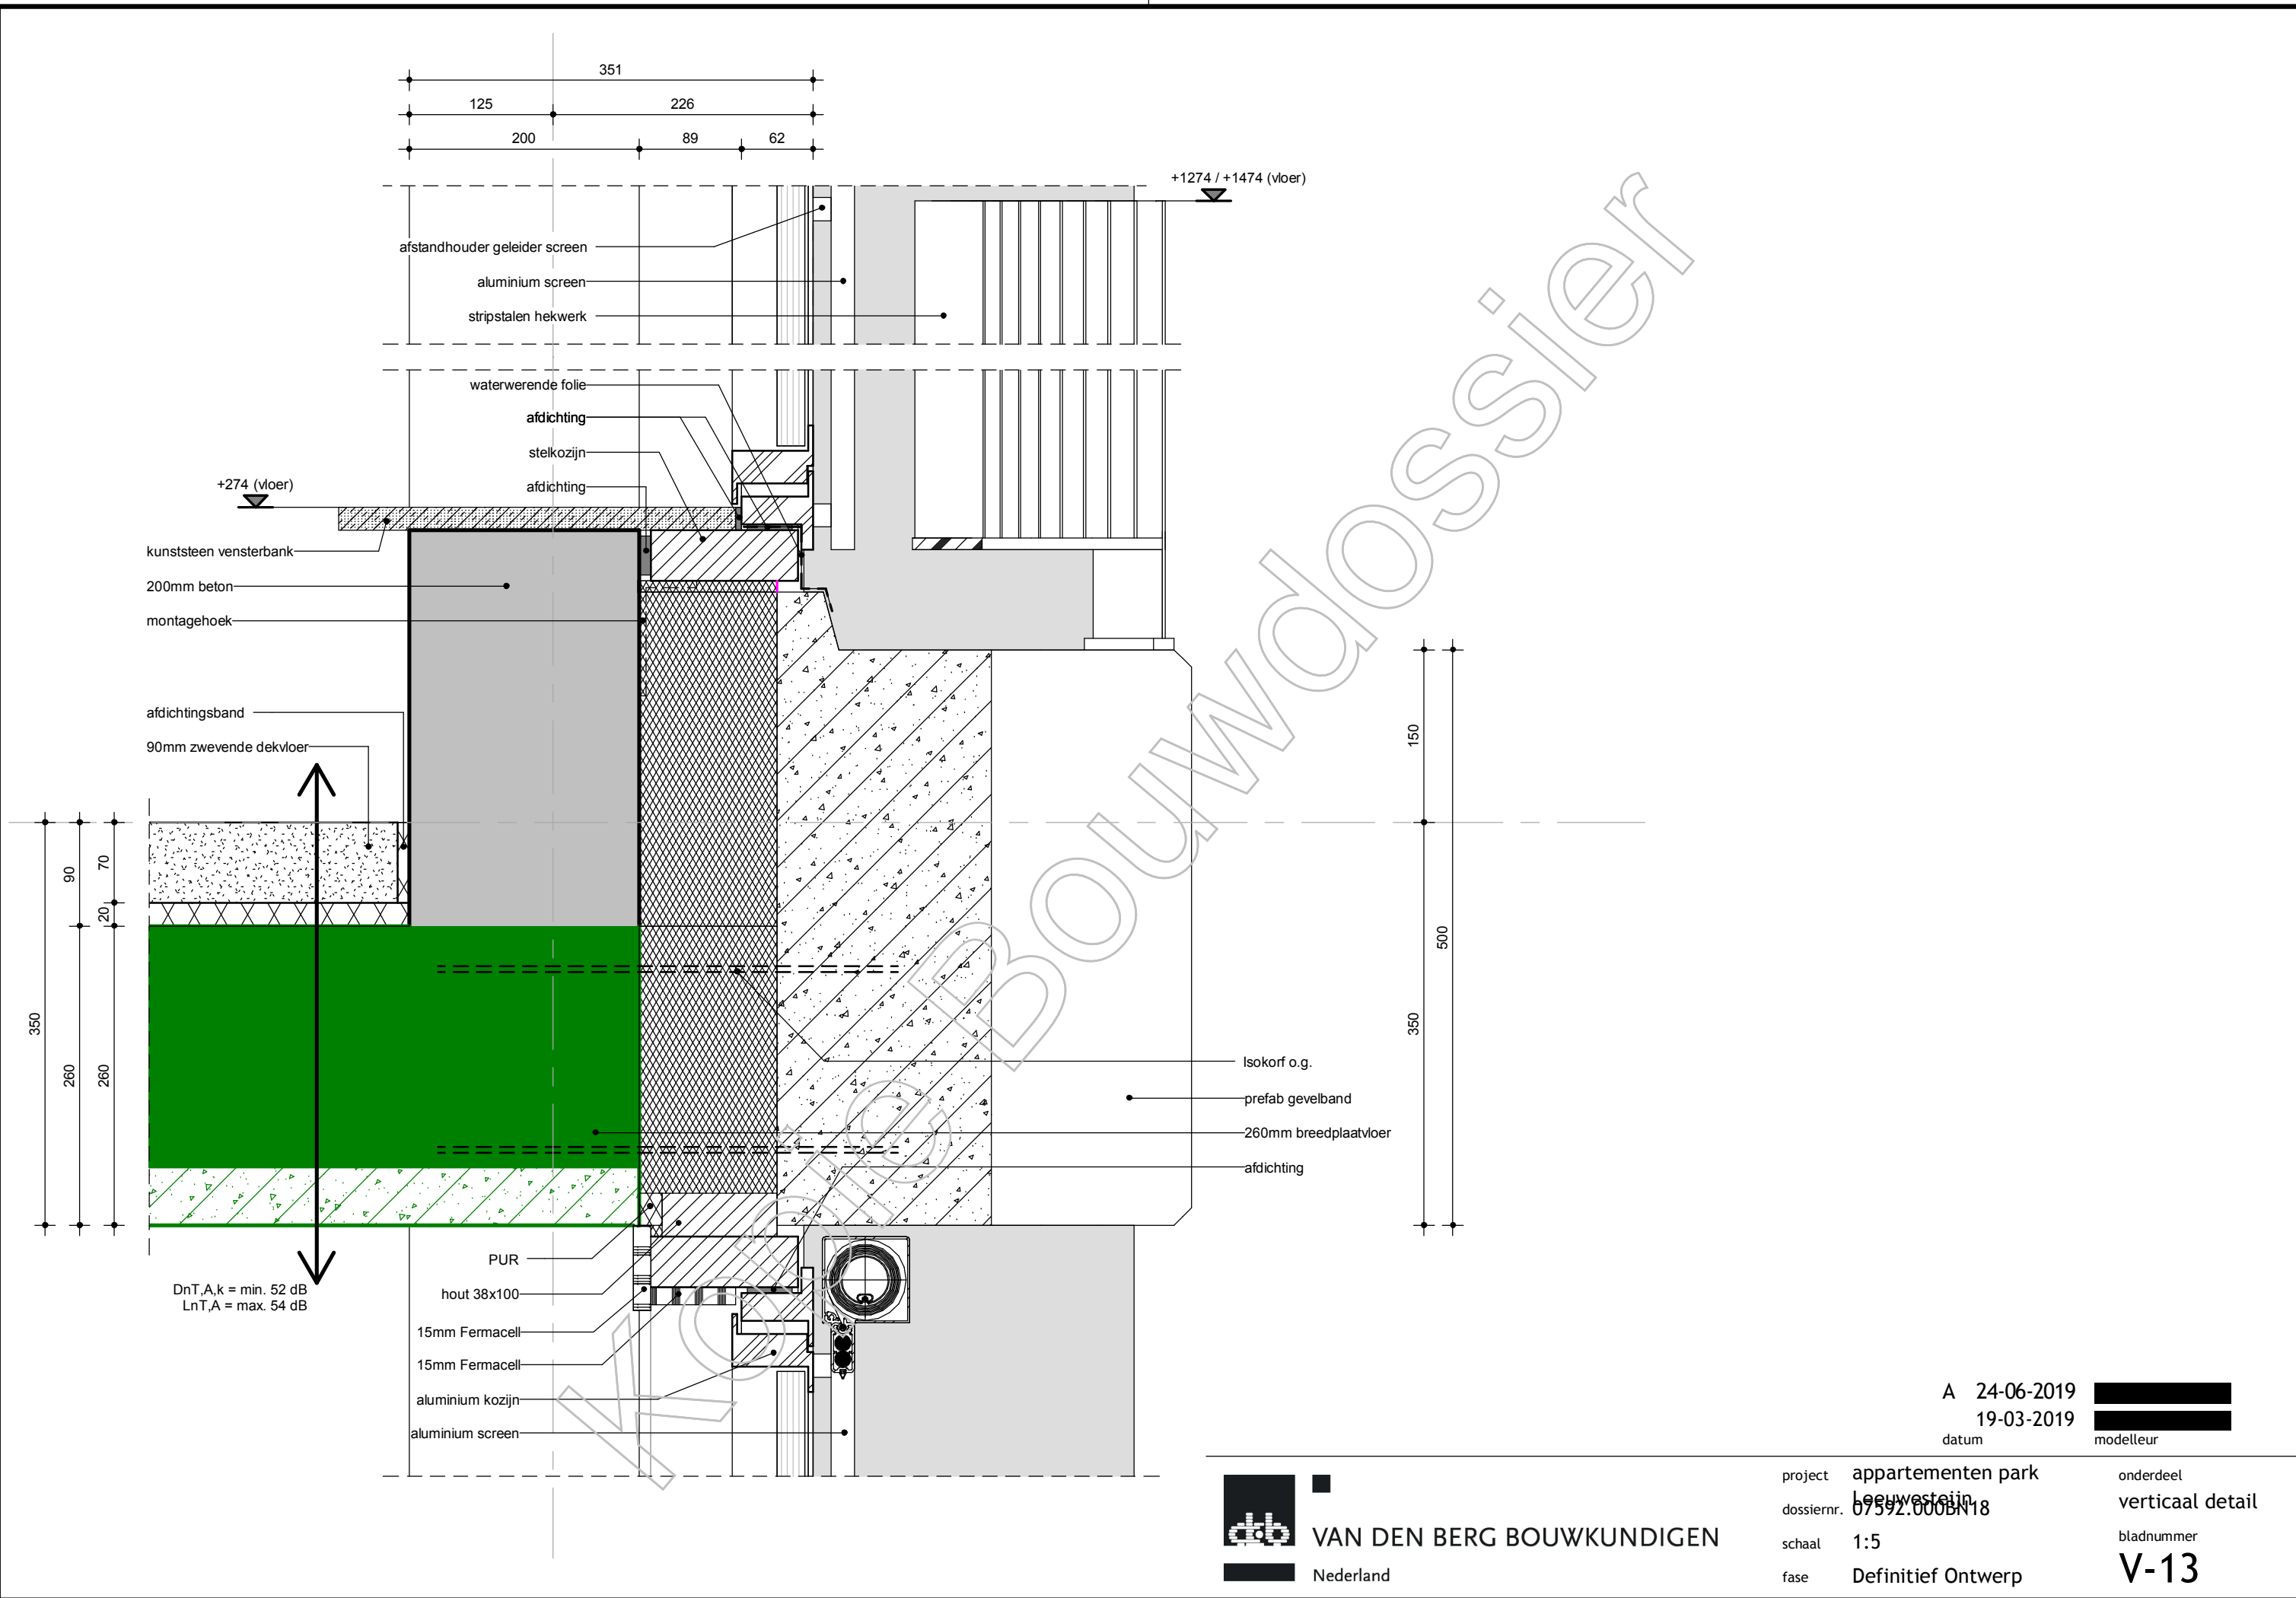 351
125
226
200
89
62
+1274 / +1474 (vloer)
afstandhouder geleider screen
aluminium screen
stripstalen hekwerk
waterwerende folie
afdichting
stelkozijn
afdichting
+274 (vloer)
kunststeen vensterbank
200mm beton
montagehoek
afdichtingsband
90mm zwevende dekvloer
350
90
260
70
20
260
150
350
500
Isokorf o.g.
prefab gevelband
260mm breedplaatvloer
afdichting
PUR
hout 38x100
15mm Fermacell
15mm Fermacell
aluminium kozijn
aluminium screen
DnT,A,k = min. 52 dB
LnT,A = max. 54 dB
Kopie Bouwdossier
A 24-06-2019
19-03-2019
datum modelleur
dbb
VAN DEN BERG BOUWKUNDIGEN
Nederland
project appartementen park
Leeuwesteijn
dossiernr. 07592.000BN18
schaal 1:5
fase Definitief Ontwerp
onderdeel
verticaal detail
bladnummer
V-13